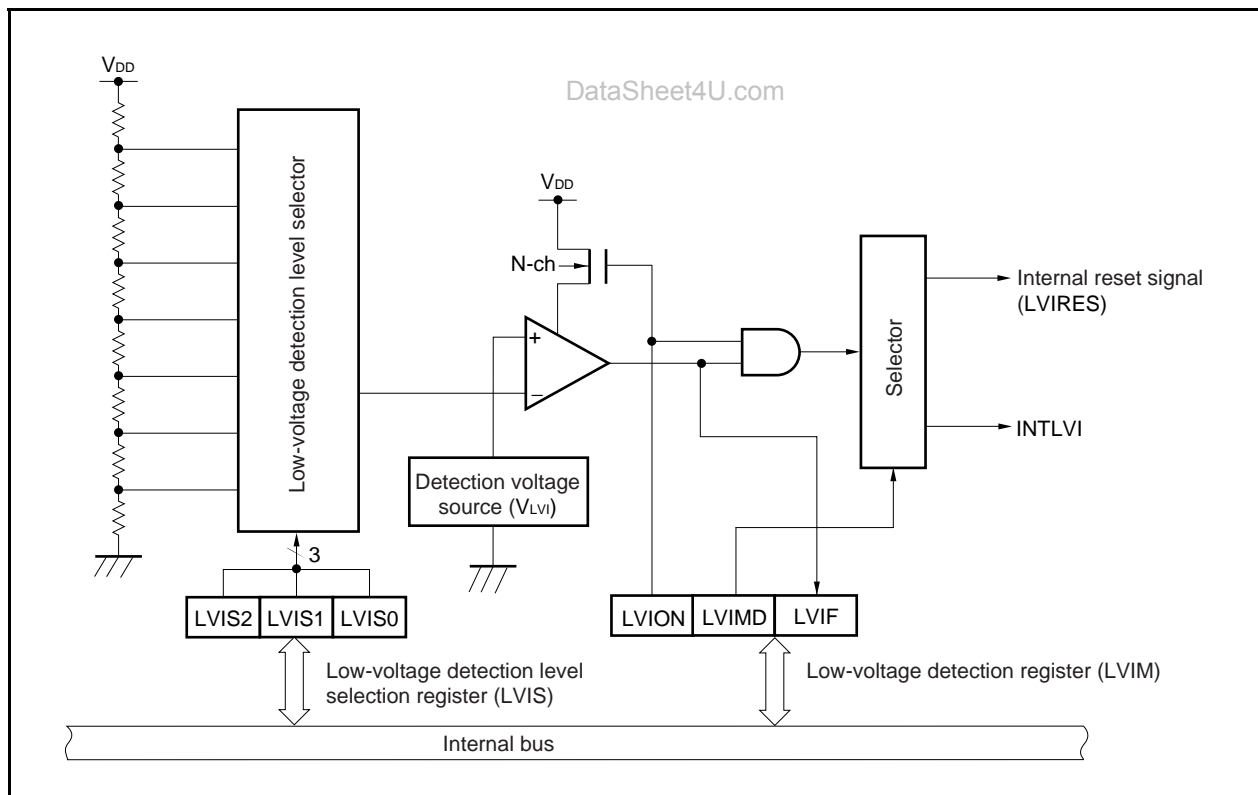 DataSheet4U.com
VDD
Low-voltage detection level selector
VDD
N-ch
+
−
Detection voltage
source (VLVI)
Selector
Internal reset signal
(LVIRES)
INTLVI
3
LVIS2 LVIS1 LVIS0
LVION LVIMD LVIF
Low-voltage detection level
selection register (LVIS)
Low-voltage detection register (LVIM)
Internal bus